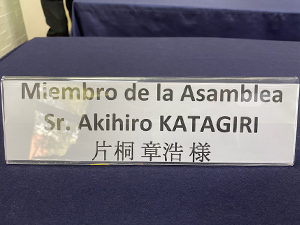 Miembro de la Asamblea
Sr. Akihiro KATAGIRI
片桐 章浩 様